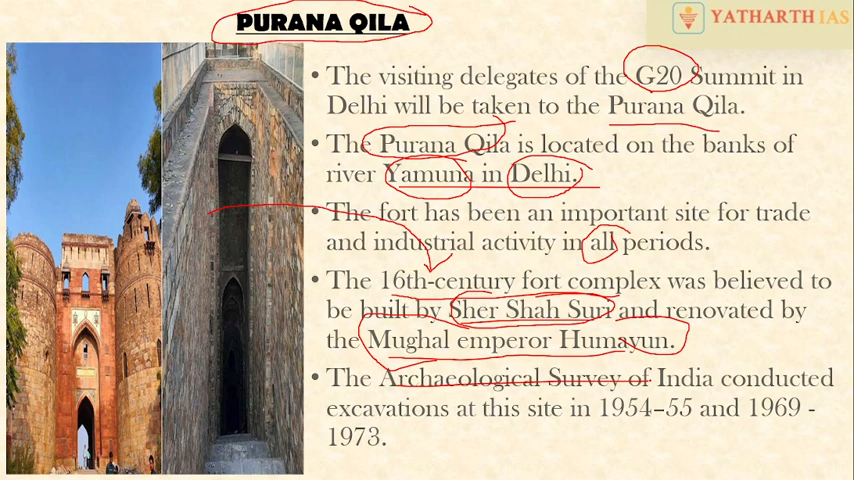 PURANA QILA
YATHARTH IAS
• The visiting delegates of the G20 Summit in
Delhi will be taken to the Purana Qila.
• The Purana Qila is located on the banks of
river Yamuna in Delhi.
• The fort has been an important site for trade
and industrial activity in all periods.
• The 16th-century fort complex was believed to
be built by Sher Shah Suri and renovated by
the Mughal emperor Humayun.
• The Archaeological Survey of India conducted
excavations at this site in 1954–55 and 1969 -
1973.